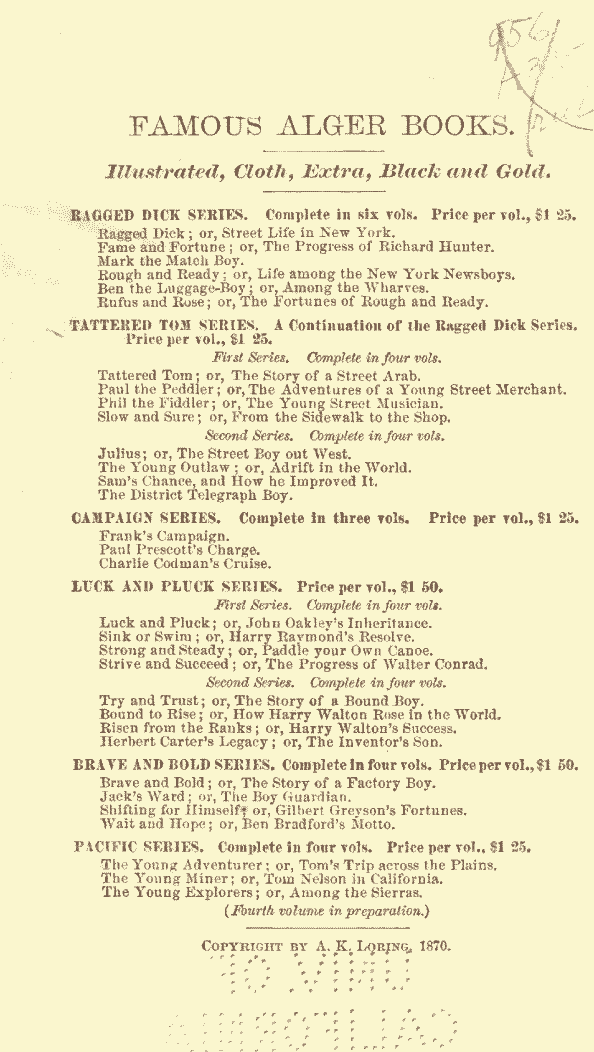 956
FAMOUS ALGER BOOKS.
Illustrated, Cloth, Extra, Black and Gold.
RAGGED DICK SERIES. Complete in six vols. Price per vol., $1 25.
Ragged Dick; or, Street Life in New York.
Fame and Fortune; or, The Progress of Richard Hunter.
Mark the Match Boy.
Rough and Ready; or, Life among the New York Newsboys.
Ben the Luggage-Boy; or, Among the Wharves.
Rufus and Rose; or, The Fortunes of Rough and Ready.
TATTERED TOM SERIES. A Continuation of the Ragged Dick Series.
Price per vol., $1 25.
First Series. Complete in four vols.
Tattered Tom; or, The Story of a Street Arab.
Paul the Peddler; or, The Adventures of a Young Street Merchant.
Phil the Fiddler; or, The Young Street Musician.
Slow and Sure; or, From the Sidewalk to the Shop.
Second Series. Complete in four vols.
Julius; or, The Street Boy out West.
The Young Outlaw; or, Adrift in the World.
Sam's Chance, and How he Improved It.
The District Telegraph Boy.
CAMPAIGN SERIES. Complete in three vols. Price per vol., $1 25.
Frank's Campaign.
Paul Prescott's Charge.
Charlie Codman's Cruise.
LUCK AND PLUCK SERIES. Price per vol., $1 50.
First Series. Complete in four vols.
Luck and Pluck; or, John Oakley's Inheritance.
Sink or Swim; or, Harry Raymond's Resolve.
Strong and Steady; or, Paddle your Own Canoe.
Strive and Succeed; or, The Progress of Walter Conrad.
Second Series. Complete in four vols.
Try and Trust; or, The Story of a Bound Boy.
Bound to Rise; or, How Harry Walton Rose in the World.
Risen from the Ranks; or, Harry Walton's Success.
Herbert Carter's Legacy; or, The Inventor's Son.
BRAVE AND BOLD SERIES. Complete in four vols. Price per vol., $1 50.
Brave and Bold; or, The Story of a Factory Boy.
Jack's Ward; or, The Boy Guardian.
Shifting for Himself; or, Gilbert Greyson's Fortunes.
Wait and Hope; or, Ben Bradford's Motto.
PACIFIC SERIES. Complete in four vols. Price per vol., $1 25.
The Young Adventurer; or, Tom's Trip across the Plains.
The Young Miner; or, Tom Nelson in California.
The Young Explorers; or, Among the Sierras.
(Fourth volume in preparation.)
COPYRIGHT BY A. K. LORING, 1870.